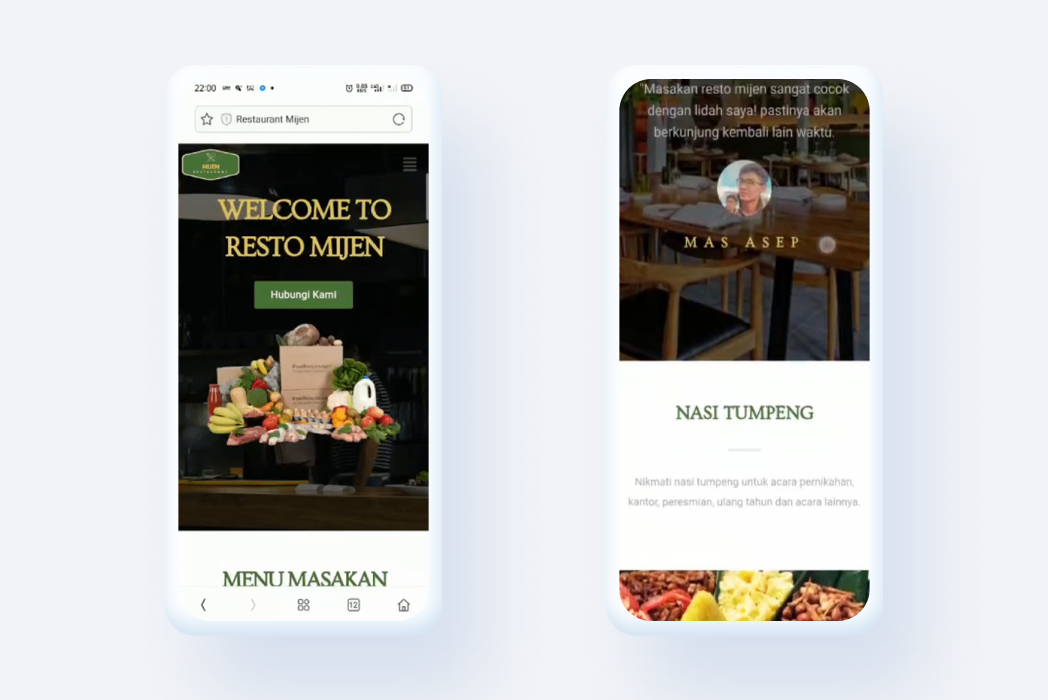 22:00
Restaurant Mijen
MIJEN
RESTAURANT
WELCOME TO
RESTO MIJEN
Hubungi Kami
MENU MASAKAN
12
"Masakan resto mijen sangat cocok
dengan lidah saya! pastinya akan
berkunjung kembali lain waktu.
MAS ASEP
NASI TUMPENG
Nikmati nasi tumpeng untuk acara pernikahan,
kantor, peresmian, ulang tahun dan acara lainnya.